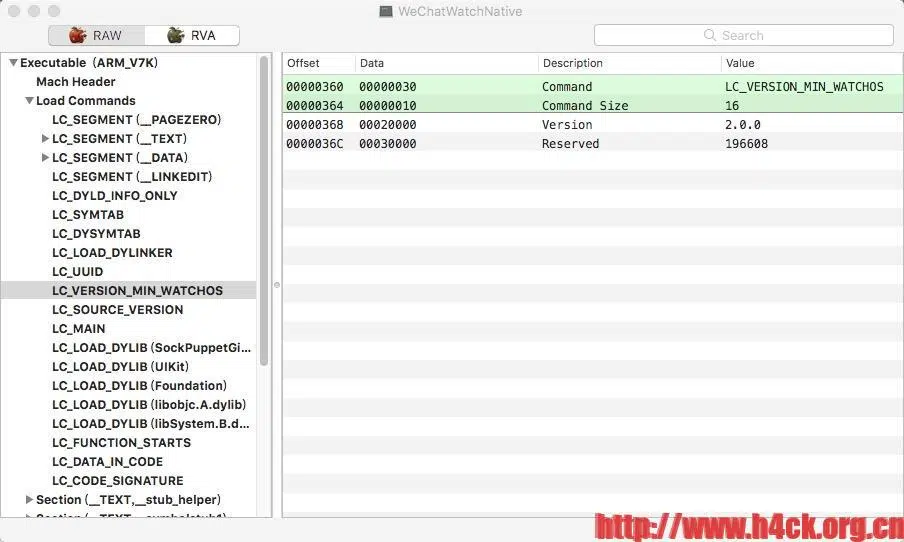 WeChatWatchNative
RAW RVA Search
Executable (ARM_V7K)
Mach Header
Load Commands
LC_SEGMENT (__PAGEZERO)
LC_SEGMENT (__TEXT)
LC_SEGMENT (__DATA)
LC_SEGMENT (__LINKEDIT)
LC_DYLD_INFO_ONLY
LC_SYMTAB
LC_DYSYMTAB
LC_LOAD_DYLINKER
LC_UUID
LC_VERSION_MIN_WATCHOS
LC_SOURCE_VERSION
LC_MAIN
LC_LOAD_DYLIB (SockPuppetGi...
LC_LOAD_DYLIB (UIKit)
LC_LOAD_DYLIB (Foundation)
LC_LOAD_DYLIB (libobjc.A.dylib)
LC_LOAD_DYLIB (libSystem.B.d...
LC_FUNCTION_STARTS
LC_DATA_IN_CODE
LC_CODE_SIGNATURE
Section (__TEXT,__stub_helper)
Offset Data Description Value
00000360 00000030 Command LC_VERSION_MIN_WATCHOS
00000364 00000010 Command Size 16
00000368 00020000 Version 2.0.0
0000036C 00030000 Reserved 196608
http://www.h4ck.org.cn